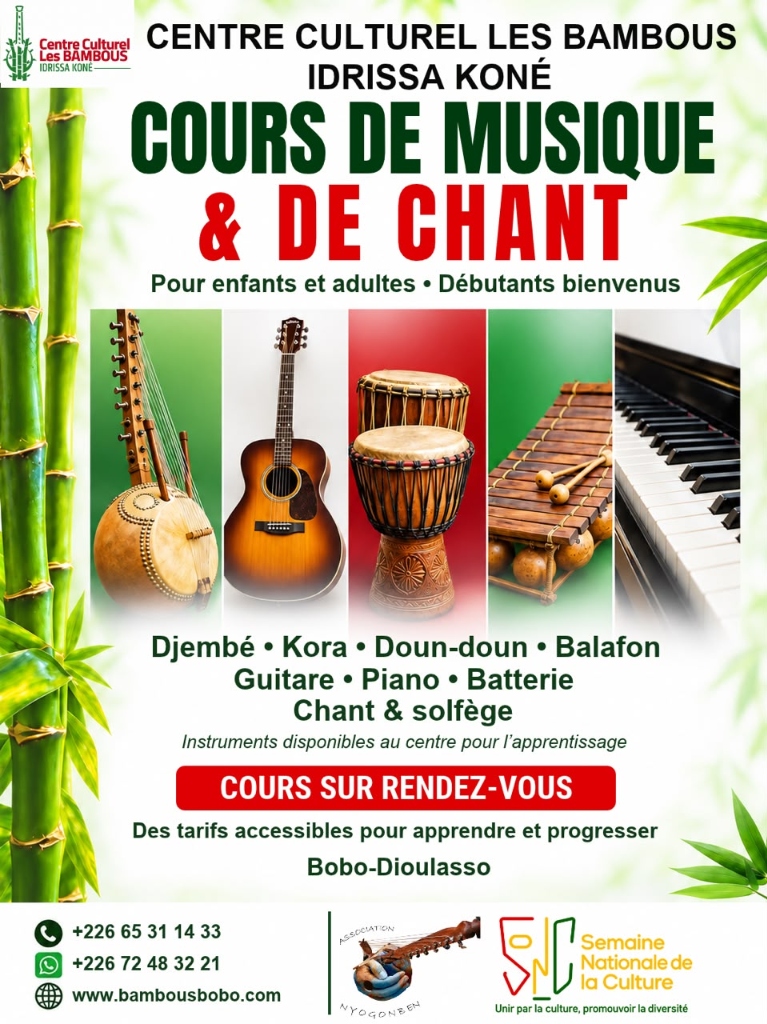 Centre Culturel
Les BAMBOUS
IDRISSA KONÉ
CENTRE CULTUREL LES BAMBOUS
IDRISSA KONÉ
COURS DE MUSIQUE
& DE CHANT
Pour enfants et adultes • Débutants bienvenus
Djembé • Kora • Doun-doun • Balafon
Guitare • Piano • Batterie
Chant & solfège
Instruments disponibles au centre pour l'apprentissage
COURS SUR RENDEZ-VOUS
Des tarifs accessibles pour apprendre et progresser
Bobo-Dioulasso
+226 65 31 14 33
+226 72 48 32 21
www.bambousbobo.com
ASSOCIATION
NYOGONBEN
SNC
Semaine
Nationale de
la Culture
Unir par la culture, promouvoir la diversité